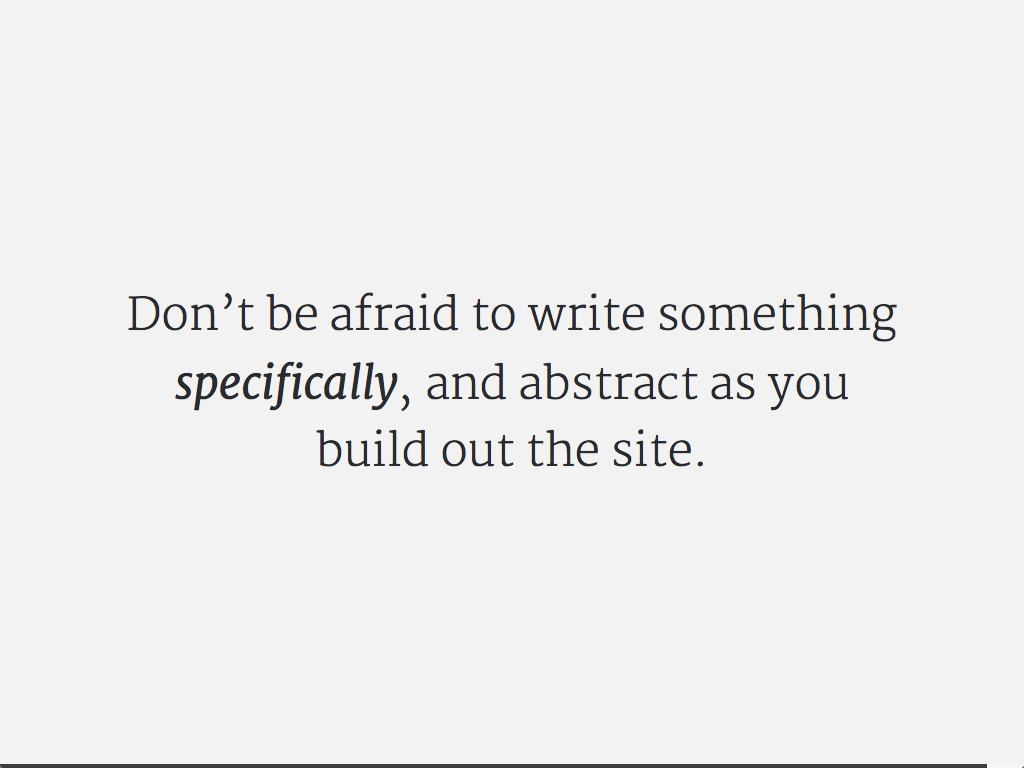 Don’t be afraid to write something
specifically, and abstract as you
build out the site.